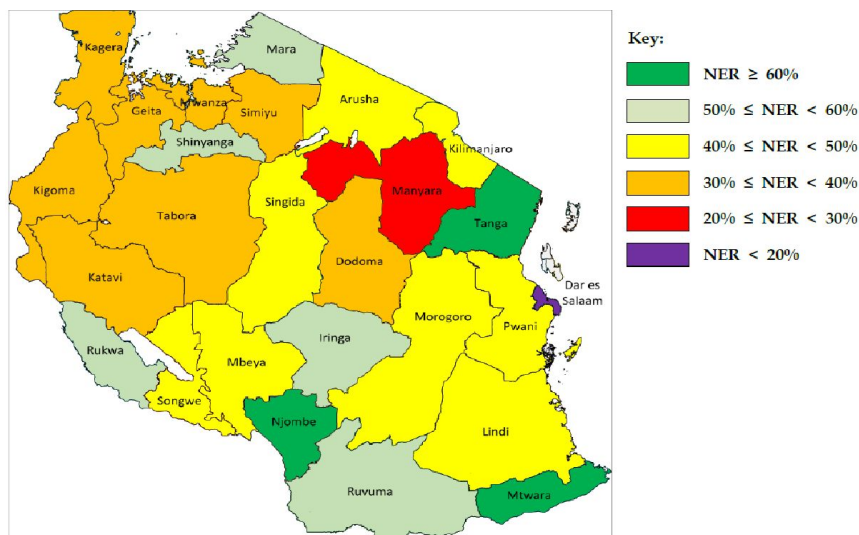 Kagera
Mara
Geita
Mwanza
Simiyu
Arusha
Shinyanga
Kilimanjaro
Kigoma
Tabora
Singida
Manyara
Tanga
Katavi
Dodoma
Dar es
Salaam
Rukwa
Mbeya
Iringa
Morogoro
Pwani
Songwe
Njombe
Lindi
Ruvuma
Mtwara
Key:
NER ≥ 60%
50% ≤ NER < 60%
40% ≤ NER < 50%
30% ≤ NER < 40%
20% ≤ NER < 30%
NER < 20%